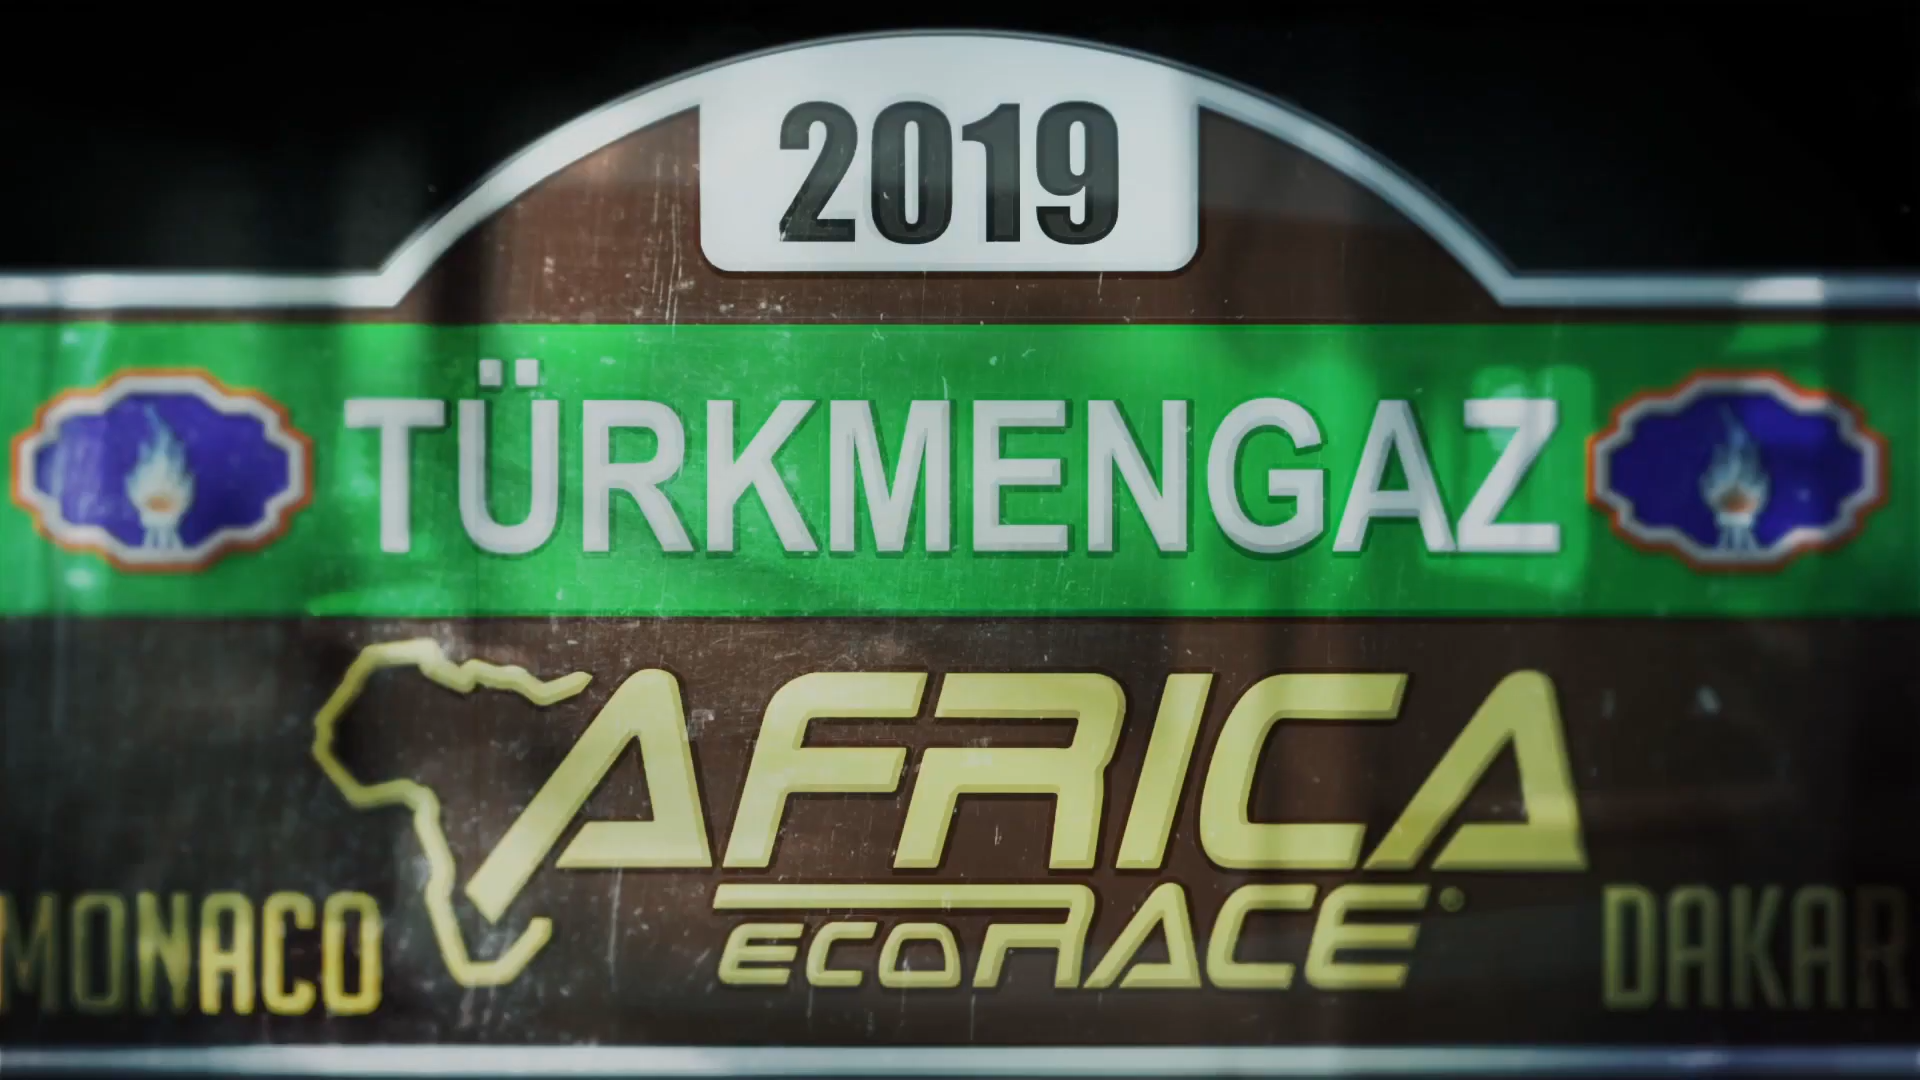 2019
TÜRKMENGAZ
AFRICA
ECORACE®
MONACO
DAKAR